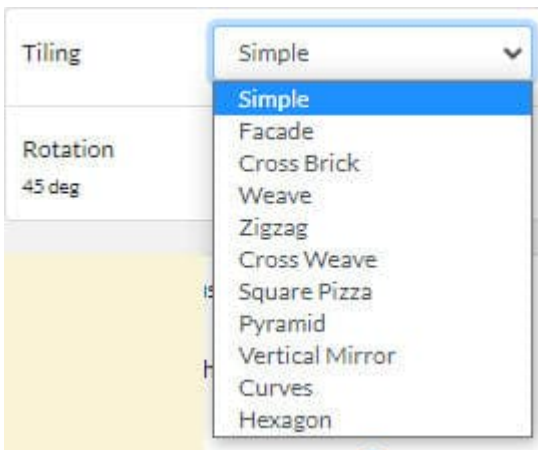 Tiling
Simple
Simple
Facade
Cross Brick
Weave
Zigzag
Cross Weave
Square Pizza
Pyramid
Vertical Mirror
Curves
Hexagon
Rotation
45 deg